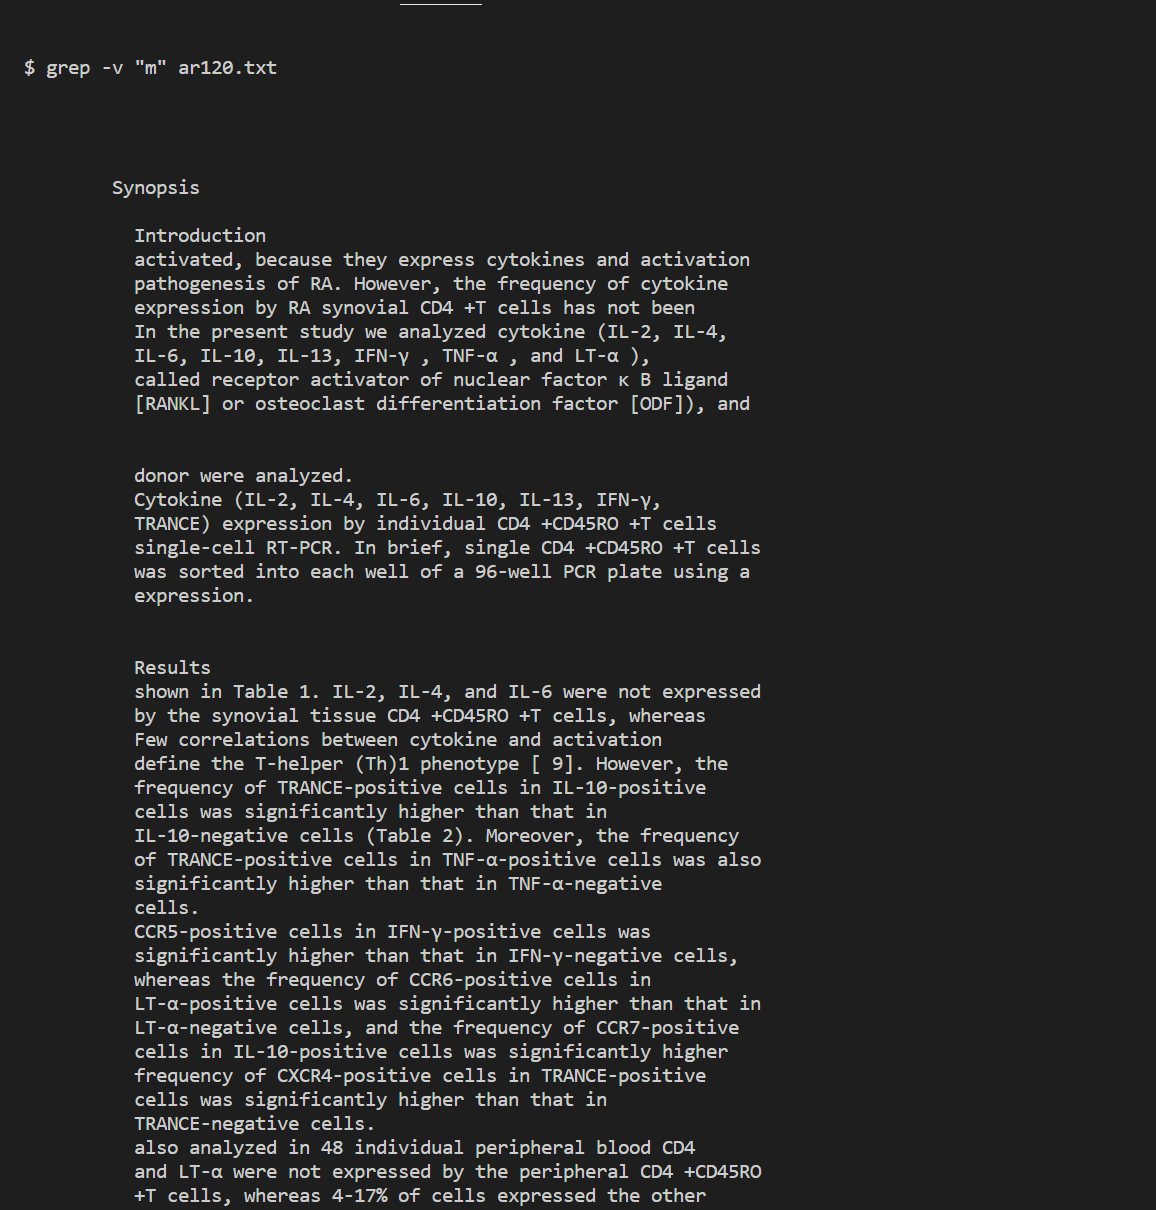 $ grep -v "m" ar120.txt
Synopsis
Introduction
activated, because they express cytokines and activation
pathogenesis of RA. However, the frequency of cytokine
expression by RA synovial CD4 +T cells has not been
In the present study we analyzed cytokine (IL-2, IL-4,
IL-6, IL-10, IL-13, IFN-γ , TNF-α , and LT-α ),
called receptor activator of nuclear factor κ B ligand
[RANKL] or osteoclast differentiation factor [ODF]), and
donor were analyzed.
Cytokine (IL-2, IL-4, IL-6, IL-10, IL-13, IFN-γ,
TRANCE) expression by individual CD4 +CD45RO +T cells
single-cell RT-PCR. In brief, single CD4 +CD45RO +T cells
was sorted into each well of a 96-well PCR plate using a
expression.
Results
shown in Table 1. IL-2, IL-4, and IL-6 were not expressed
by the synovial tissue CD4 +CD45RO +T cells, whereas
Few correlations between cytokine and activation
define the T-helper (Th)1 phenotype [ 9]. However, the
frequency of TRANCE-positive cells in IL-10-positive
cells was significantly higher than that in
IL-10-negative cells (Table 2). Moreover, the frequency
of TRANCE-positive cells in TNF-α-positive cells was also
significantly higher than that in TNF-α-negative
cells.
CCR5-positive cells in IFN-γ-positive cells was
significantly higher than that in IFN-γ-negative cells,
whereas the frequency of CCR6-positive cells in
LT-α-positive cells was significantly higher than that in
LT-α-negative cells, and the frequency of CCR7-positive
cells in IL-10-positive cells was significantly higher
frequency of CXCR4-positive cells in TRANCE-positive
cells was significantly higher than that in
TRANCE-negative cells.
also analyzed in 48 individual peripheral blood CD4
and LT-α were not expressed by the peripheral CD4 +CD45RO
+T cells, whereas 4-17% of cells expressed the other